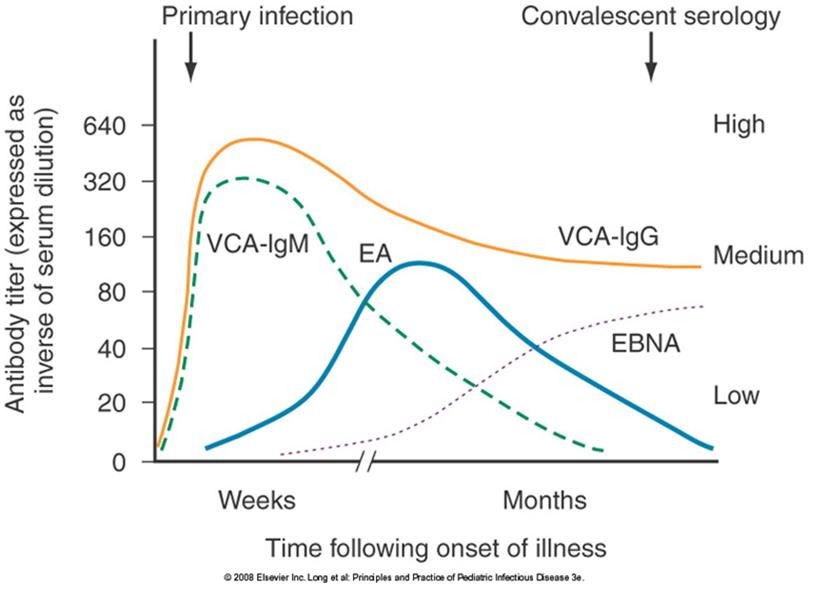 Primary infection
Convalescent serology
Antibody titer (expressed as
inverse of serum dilution)
640
320
160
80
40
20
0
High
Medium
Low
VCA-IgM
EA
VCA-IgG
EBNA
Weeks
Months
Time following onset of illness
© 2008 Elsevier Inc. Long et al: Principles and Practice of Pediatric Infectious Disease 3e.